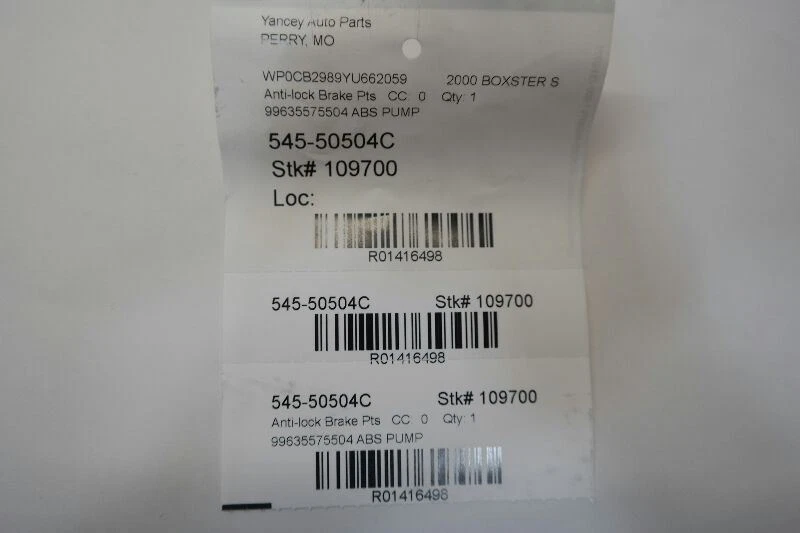 Yancey Auto Parts
PERRY, MO
WP0CB2989YU662059 2000 BOXSTER S
Anti-lock Brake Pts CC: 0 Qty: 1
99635575504 ABS PUMP
545-50504C
Stk# 109700
Loc:
R01416498
545-50504C Stk# 109700
R01416498
545-50504C Stk# 109700
Anti-lock Brake Pts CC 0 Qty: 1
99635575504 ABS PUMP
R01416498